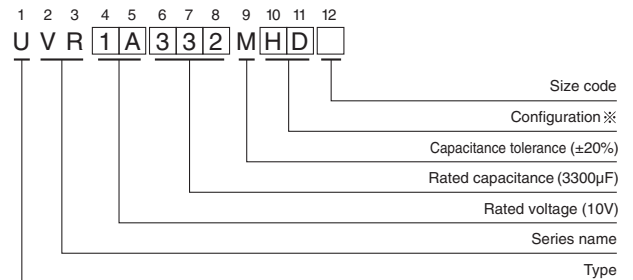 1 2 3 4 5 6 7 8 9 10 11 12
U V R 1 A 3 3 2 M H D
Size code
Configuration※
Capacitance tolerance (±20%)
Rated capacitance (3300µF)
Rated voltage (10V)
Series name
Type